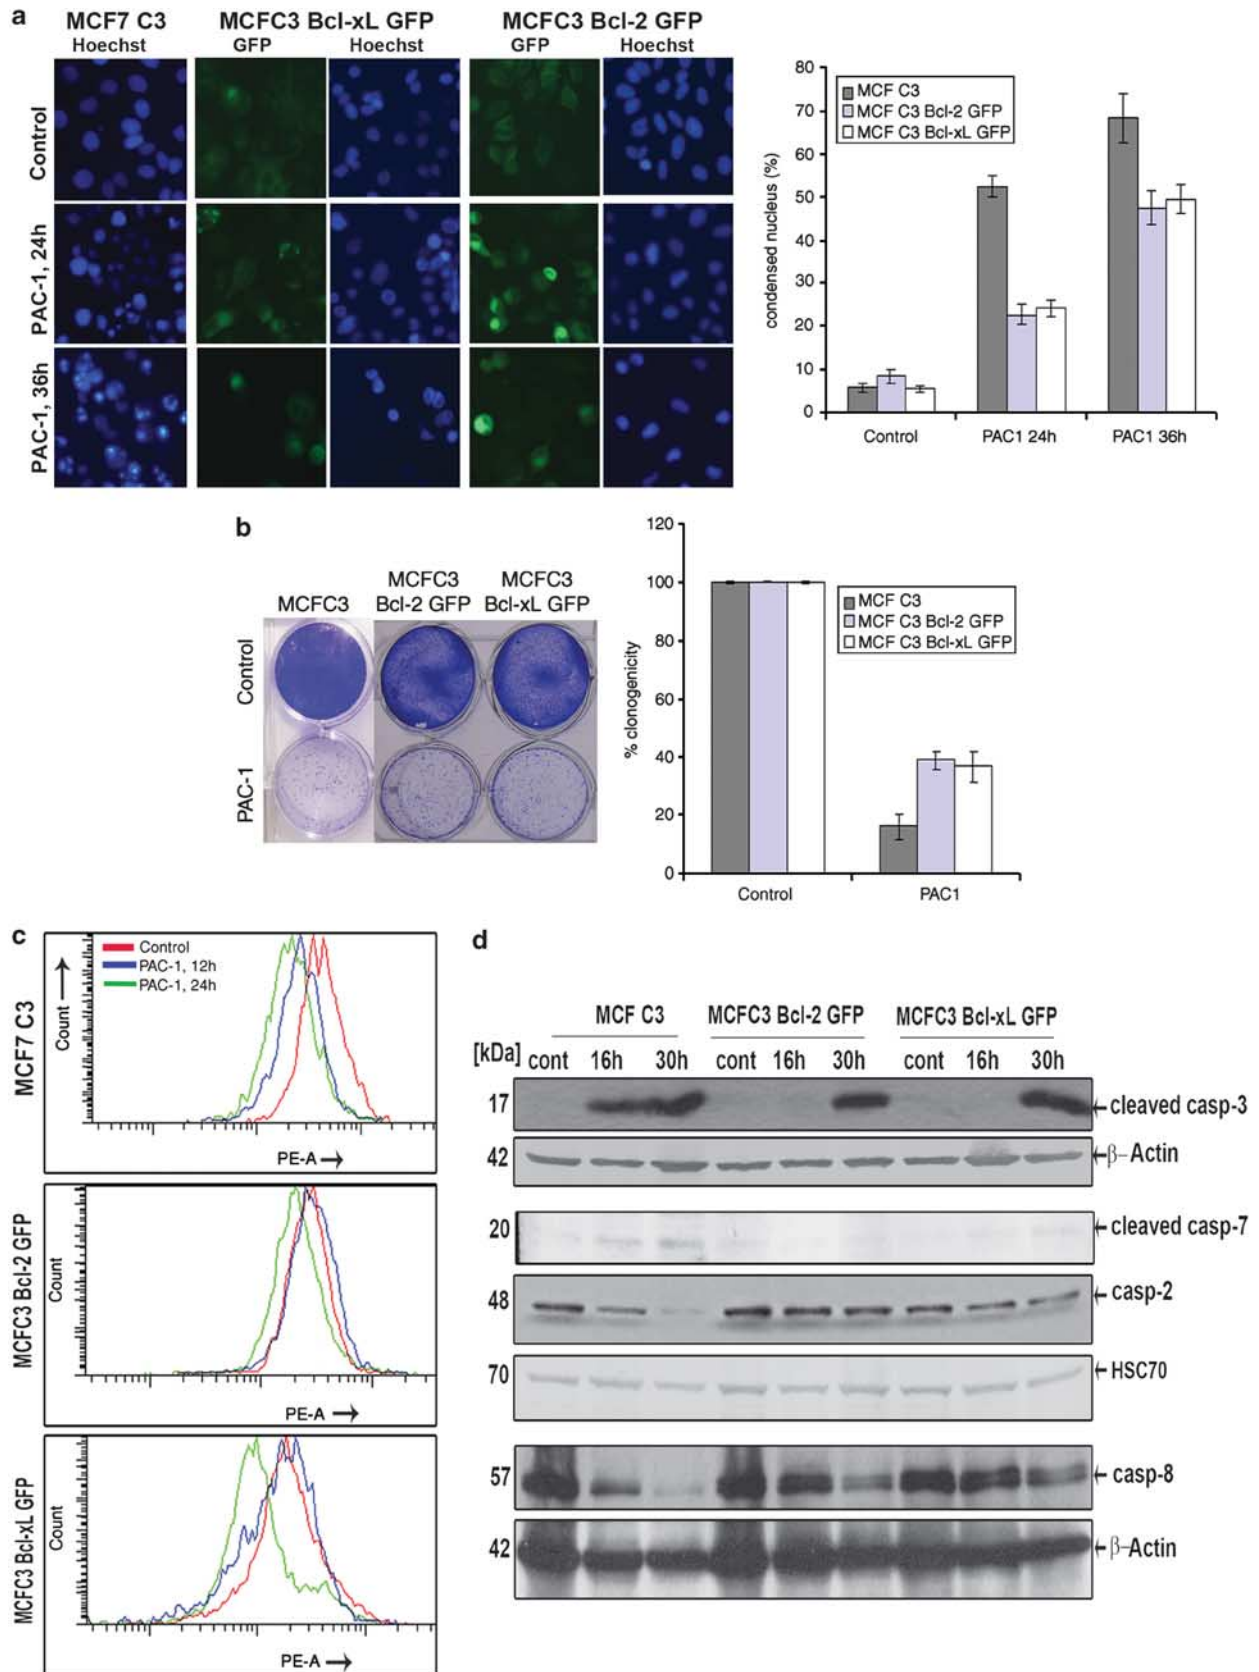 a
MCF7 C3 MCFC3 Bcl-xL GFP MCFC3 Bcl-2 GFP
Hoechst GFP Hoechst GFP Hoechst
Control
PAC-1, 24h
PAC-1, 36h
80
70
60
50
40
30
20
10
0
condensed nucleus (%)
MCF C3
MCF C3 Bcl-2 GFP
MCF C3 Bcl-xL GFP
Control PAC1 24h PAC1 36h
b
MCFC3 MCFC3 Bcl-2 GFP MCFC3 Bcl-xL GFP
Control
PAC-1
120
100
80
60
40
20
0
% clonogenicity
MCF C3
MCF C3 Bcl-2 GFP
MCF C3 Bcl-xL GFP
Control PAC1
c
MCF7 C3
Count
Control
PAC-1, 12h
PAC-1, 24h
PE-A
MCFC3 Bcl-2 GFP
Count
PE-A
MCFC3 Bcl-xL GFP
Count
PE-A
d
MCF C3 MCFC3 Bcl-2 GFP MCFC3 Bcl-xL GFP
[kDa] cont 16h 30h cont 16h 30h cont 16h 30h
17 cleaved casp-3
42 β-Actin
20 cleaved casp-7
48 casp-2
70 HSC70
57 casp-8
42 β-Actin